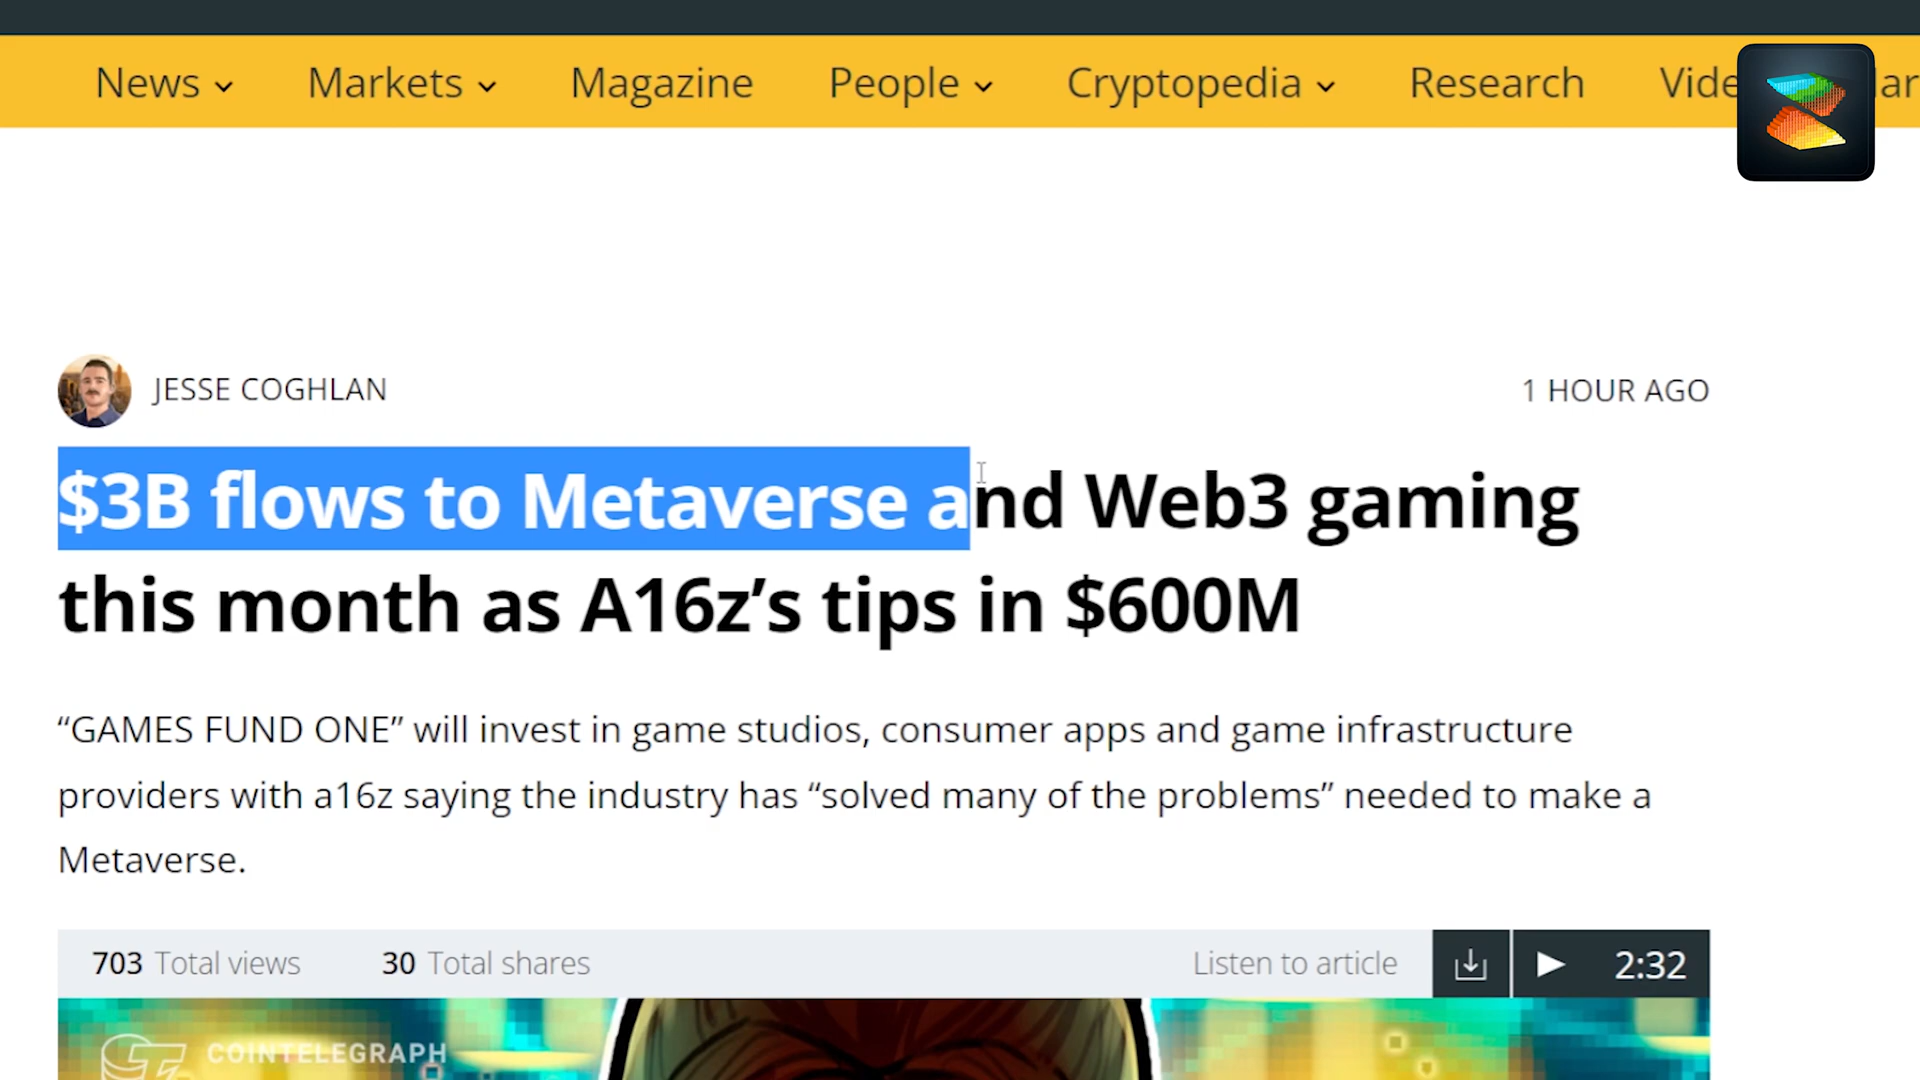 News Markets Magazine People Cryptopedia Research Vide lar
JESSE COGHLAN
1 HOUR AGO
$3B flows to Metaverse and Web3 gaming
this month as A16z’s tips in $600M
“GAMES FUND ONE” will invest in game studios, consumer apps and game infrastructure
providers with a16z saying the industry has “solved many of the problems” needed to make a
Metaverse.
703 Total views 30 Total shares Listen to article 2:32
COINTELEGRAPH